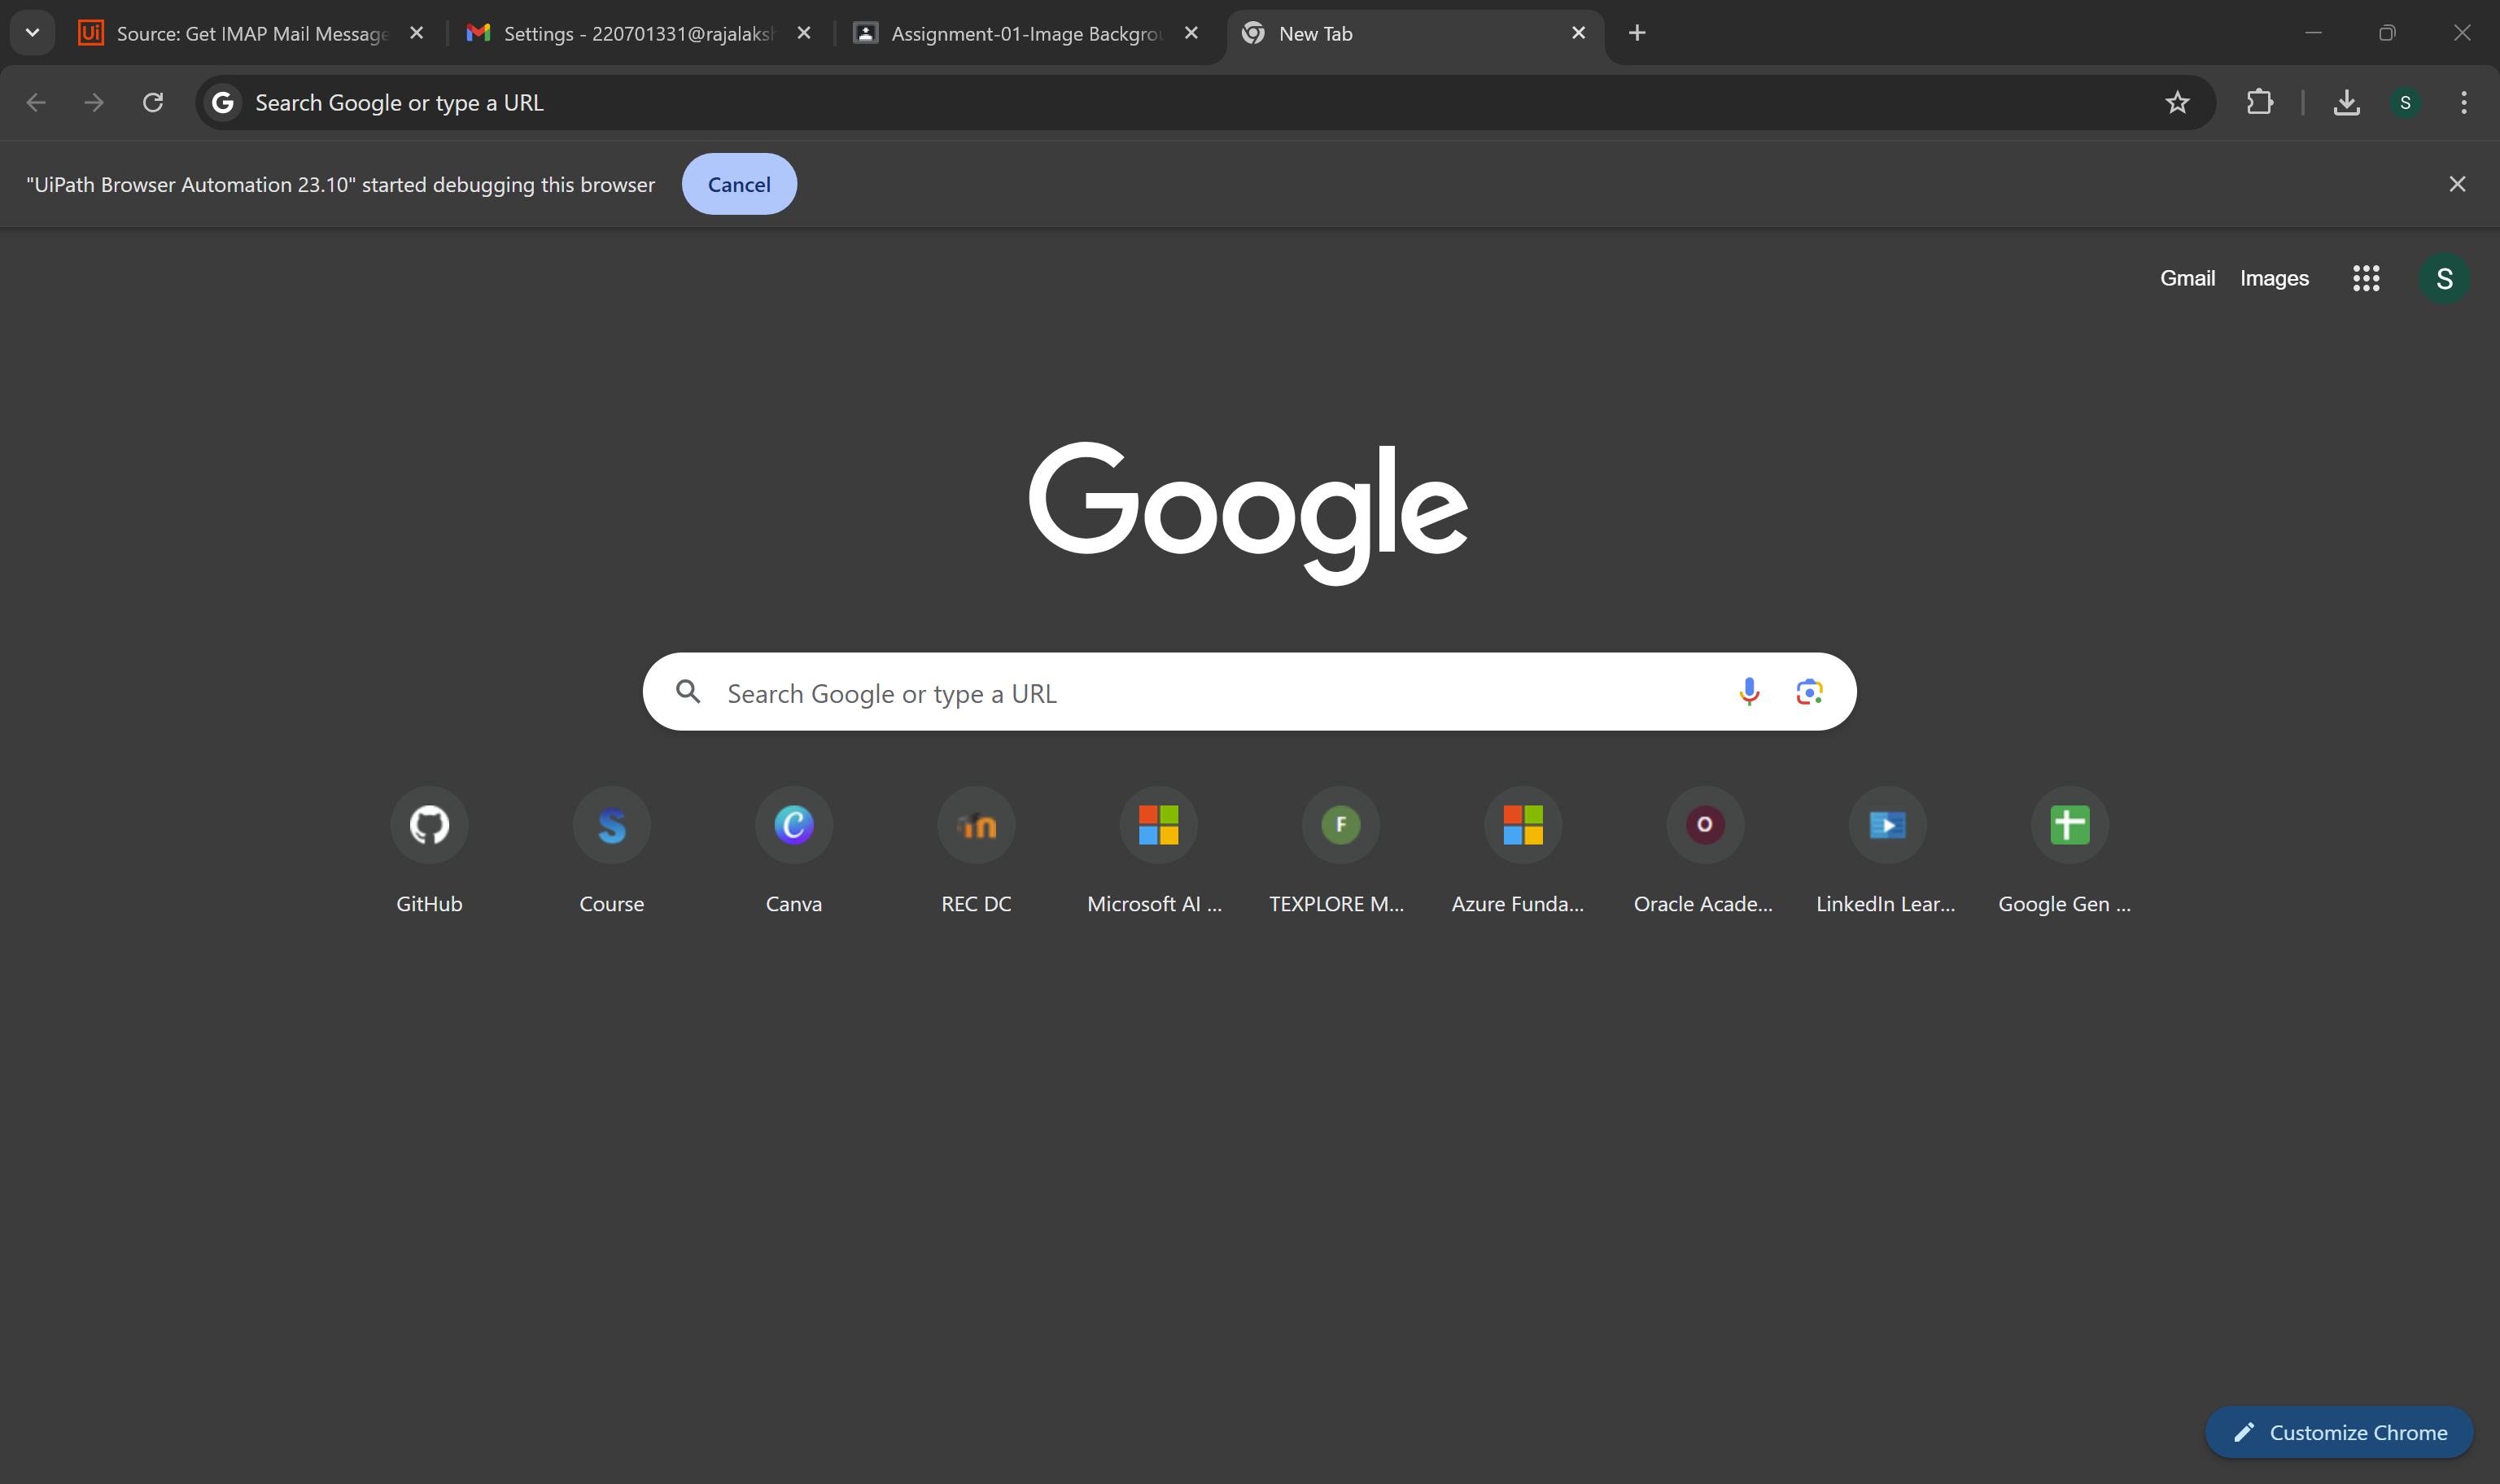 Ui Source: Get IMAP Mail Message
Settings - 220701331@rajalaksh
Assignment-01-Image Backgrou
New Tab
G Search Google or type a URL
S
"UiPath Browser Automation 23.10" started debugging this browser
Cancel
Gmail Images S
Google
Search Google or type a URL
S C F O
GitHub Course Canva REC DC Microsoft AI ... TEXPLORE M... Azure Funda... Oracle Acade... LinkedIn Lear... Google Gen ...
Customize Chrome